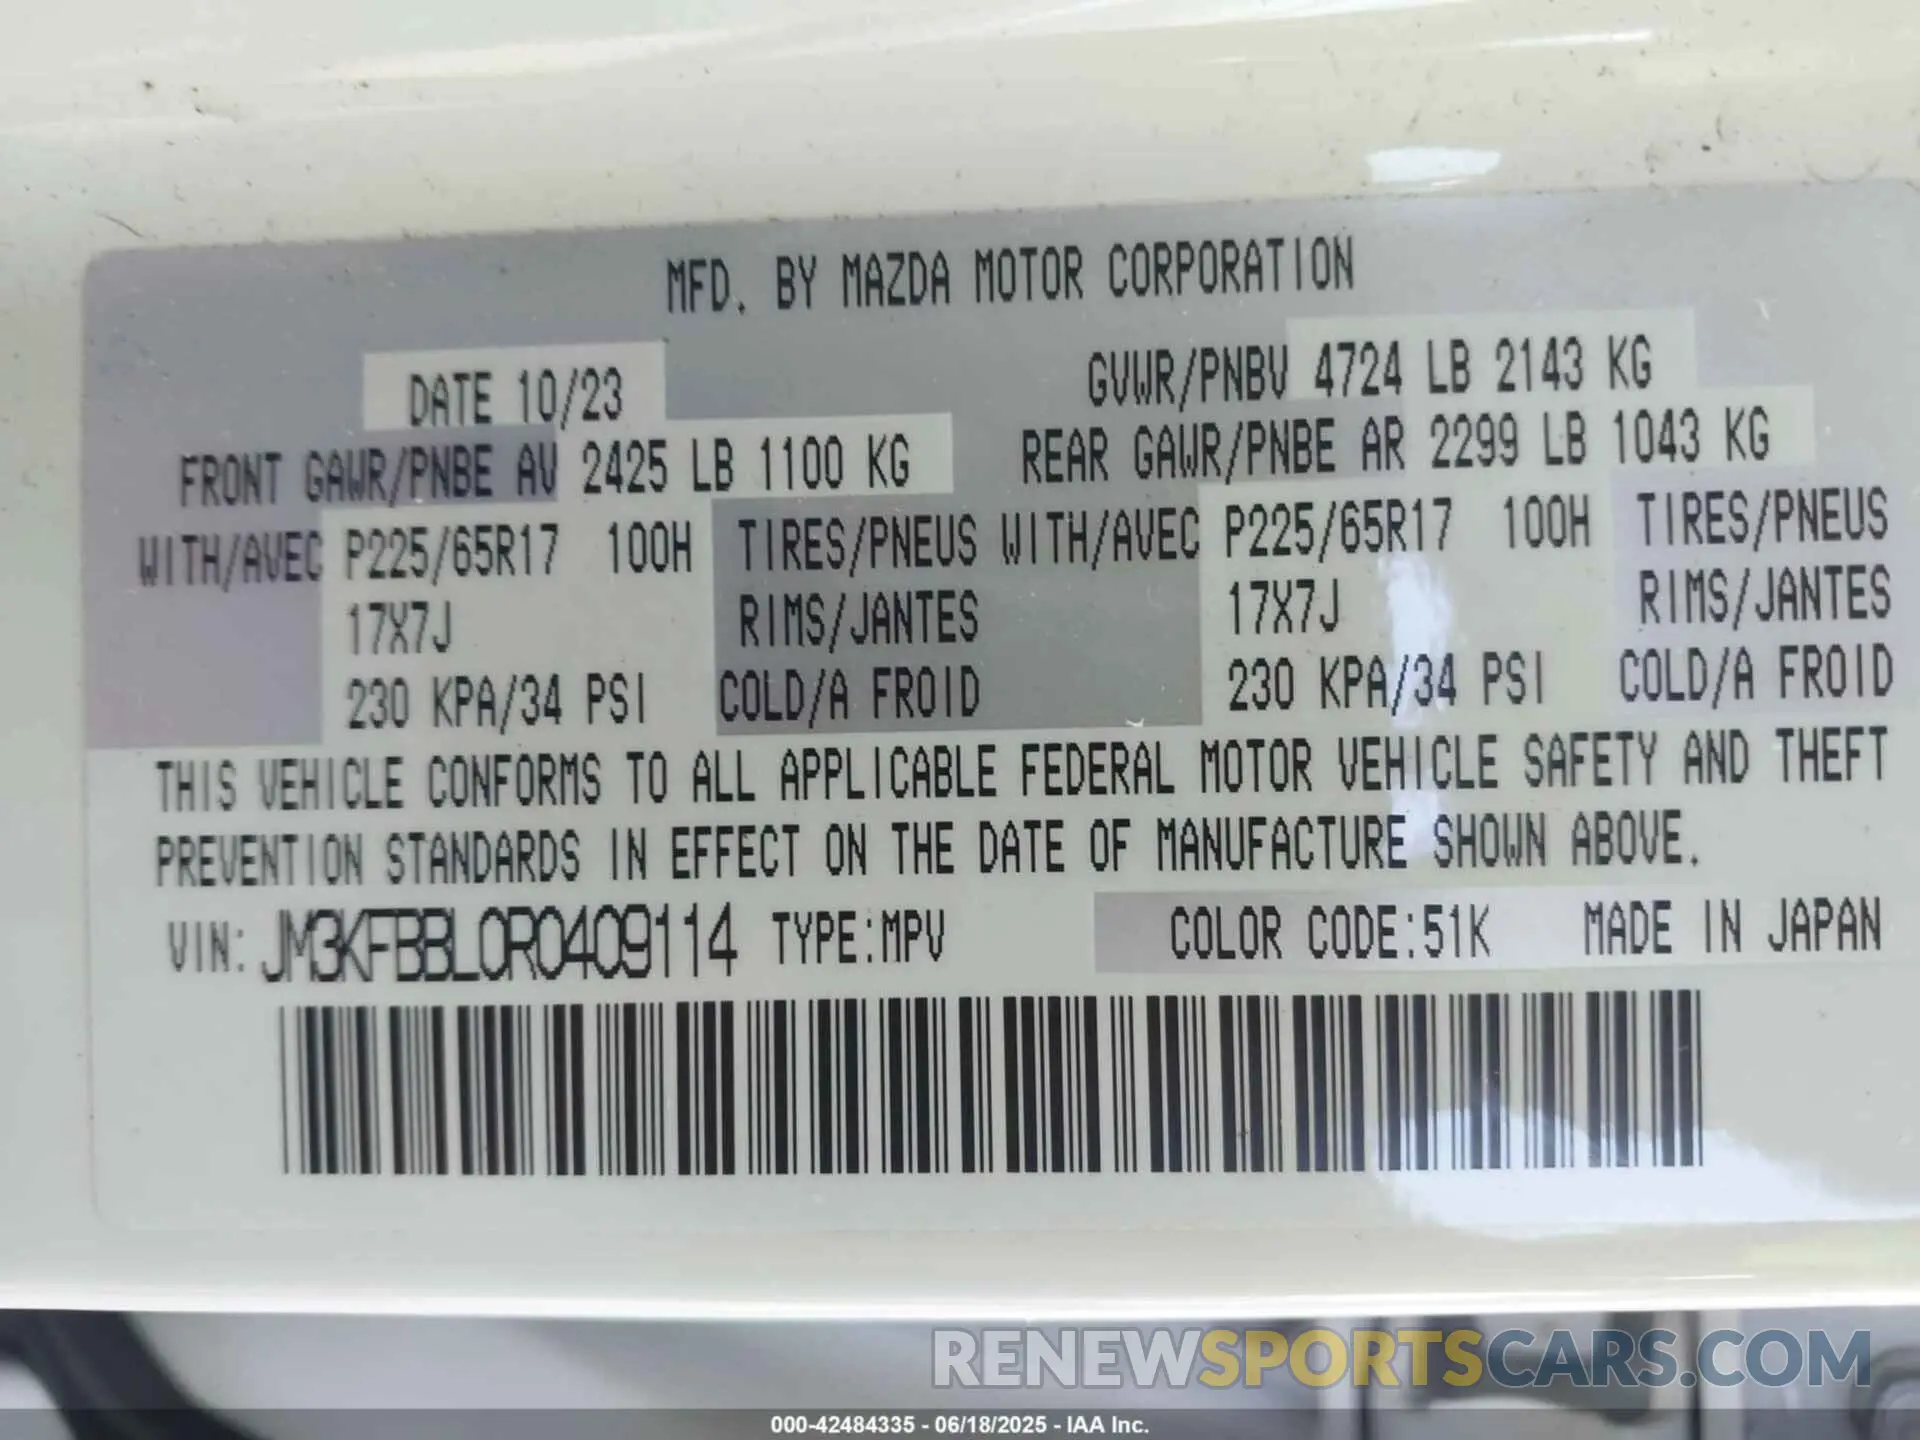 MFD. BY MAZDA MOTOR CORPORATION
DATE 10/23 GVWR/PNBV 4724 LB 2143 KG
FRONT GAWR/PNBE AV 2425 LB 1100 KG REAR GAWR/PNBE AR 2299 LB 1043 KG
WITH/AVEC P225/65R17 100H TIRES/PNEUS WITH/AVEC P225/65R17 100H TIRES/PNEUS
17X7J RIMS/JANTES 17X7J RIMS/JANTES
230 KPA/34 PSI COLD/A FROID 230 KPA/34 PSI COLD/A FROID
THIS VEHICLE CONFORMS TO ALL APPLICABLE FEDERAL MOTOR VEHICLE SAFETY AND THEFT
PREVENTION STANDARDS IN EFFECT ON THE DATE OF MANUFACTURE SHOWN ABOVE.
VIN: JM3KFBBL0R0409114 TYPE:MPV COLOR CODE:51K MADE IN JAPAN
RENEWSPORTSCARS.COM
000-42484335 - 06/18/2025 - IAA Inc.